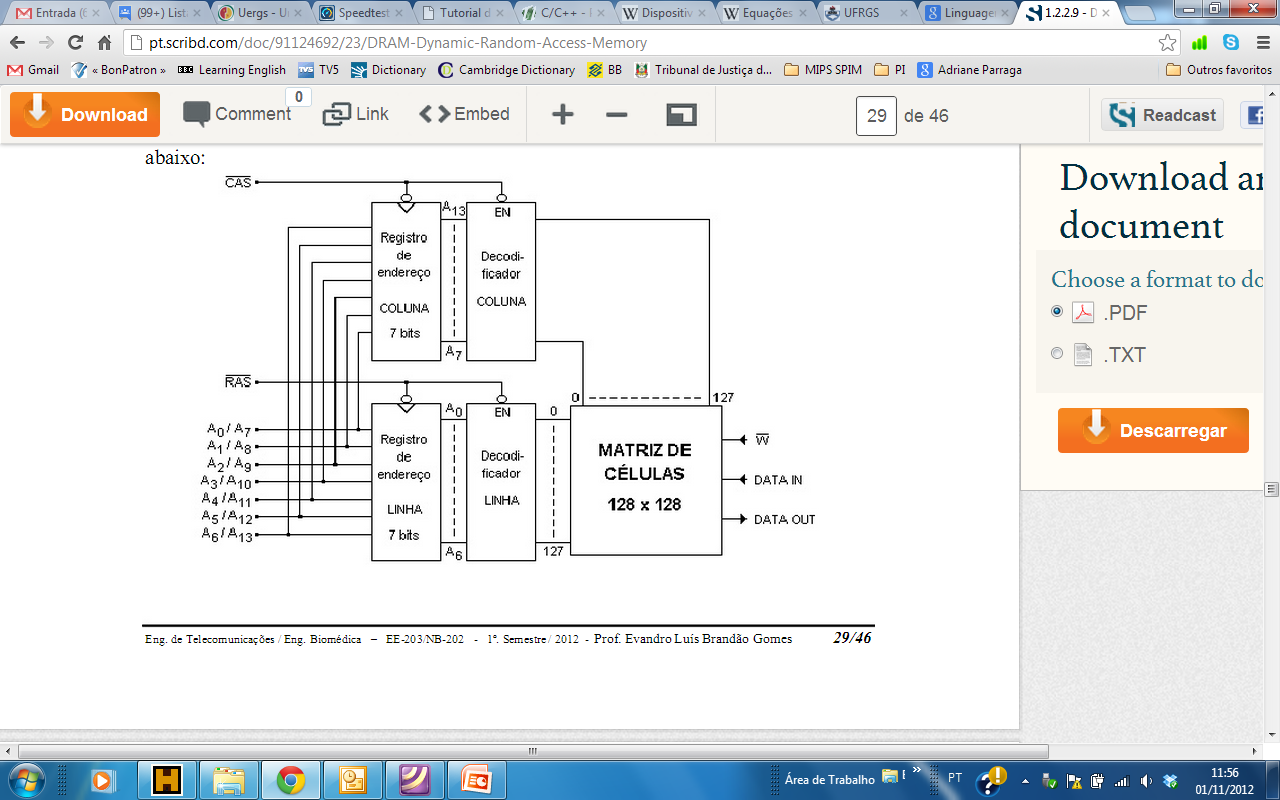 Entrada (6
(99+) List
Uergs - U
Speedtest
Tutorial d
C/C++ - 
Dispositiv
Equações
UFRGS
Linguage
1.2.2.9 - D
pt.scribd.com/doc/91124692/23/DRAM-Dynamic-Random-Access-Memory
Gmail
« BonPatron »
BBC Learning English
TV5 TV5
Dictionary
Cambridge Dictionary
BB
Tribunal de Justiça d...
MIPS SPIM
PI
Adriane Parraga
Outros favoritos
Download
0
Comment
Link
Embed
29 de 46
Readcast
abaixo:
CAS
A13
EN
Registro
de
endereço
COLUNA
7 bits
Decodi-
ficador
COLUNA
A7
RAS
A0 / A7
A1 / A8
A2 / A9
A3 / A10
A4 / A11
A5 / A12
A6 / A13
Registro
de
endereço
LINHA
7 bits
A0
A6
EN
Decodi-
ficador
LINHA
0
127
0
127
MATRIZ DE
CÉLULAS
128 x 128
W
DATA IN
DATA OUT
Eng. de Telecomunicações / Eng. Biomédica – EE-203/NB-202 - 1º. Semestre / 2012 - Prof. Evandro Luís Brandão Gomes 29/46
Download an
document
Choose a format to do
.PDF
.TXT
Descarregar
Área de Trabalho
PT
11:56
01/11/2012